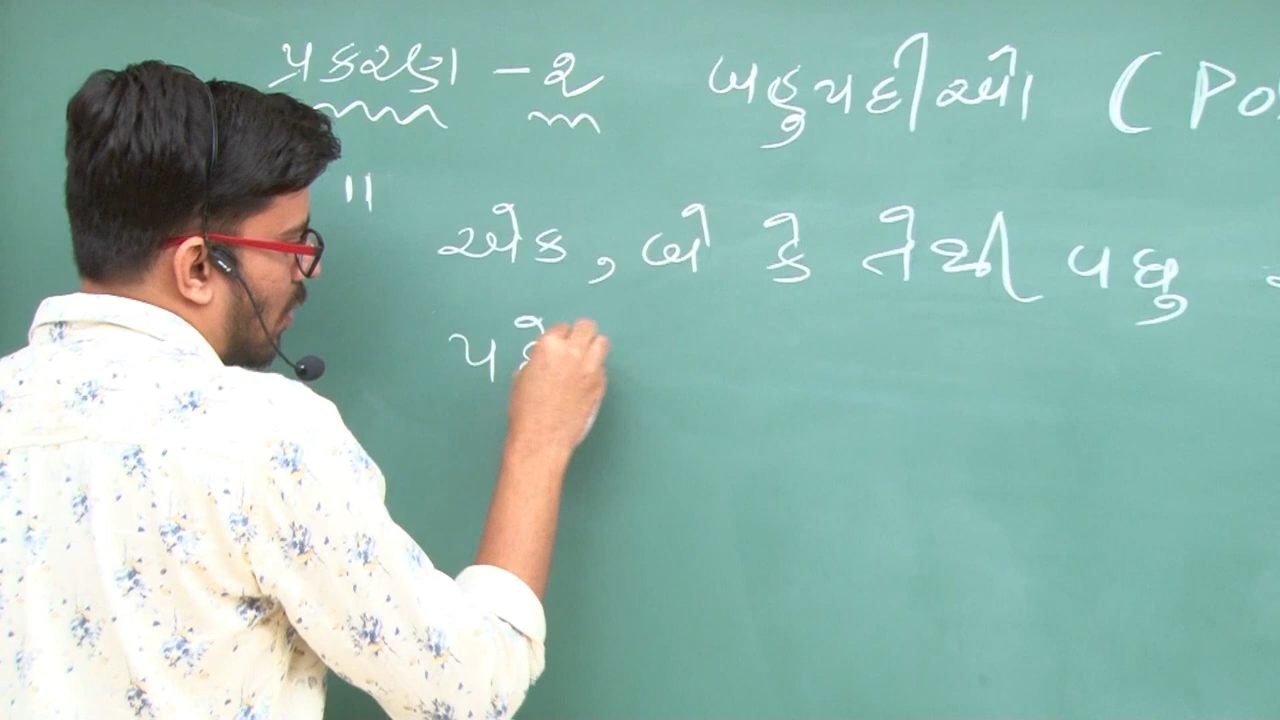 પ્રકરણ - ૨ બહુપદીઓ ( Po
" એક, બે કે તેથી વધુ
પદ